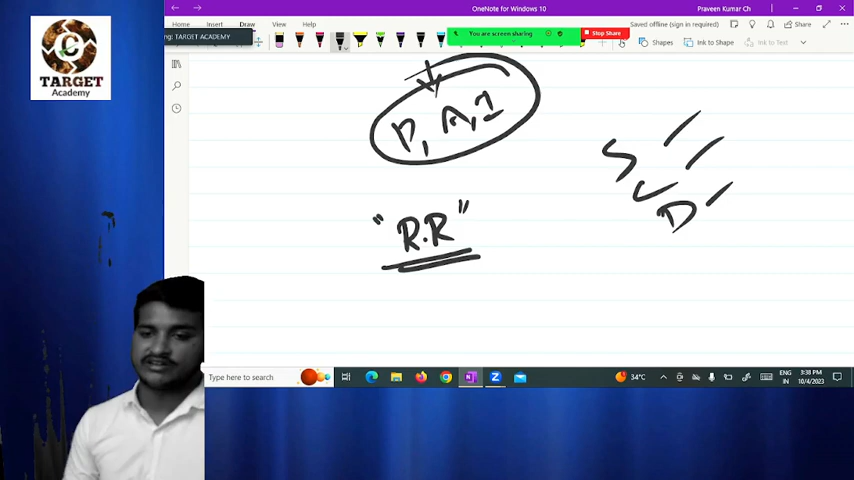 OneNote for Windows 10
Praveen Kumar Ch
Home Insert Draw View Help
Saved offline (sign in required)
Share
ng: TARGET ACADEMY
You are screen sharing
Stop Share
Shapes
Ink to Shape
Ink to Text
TARGET
Academy
P, A, I
S
L
D
"R.R"
Type here to search
34°C
ENG
IN
3:38 PM
10/4/2023